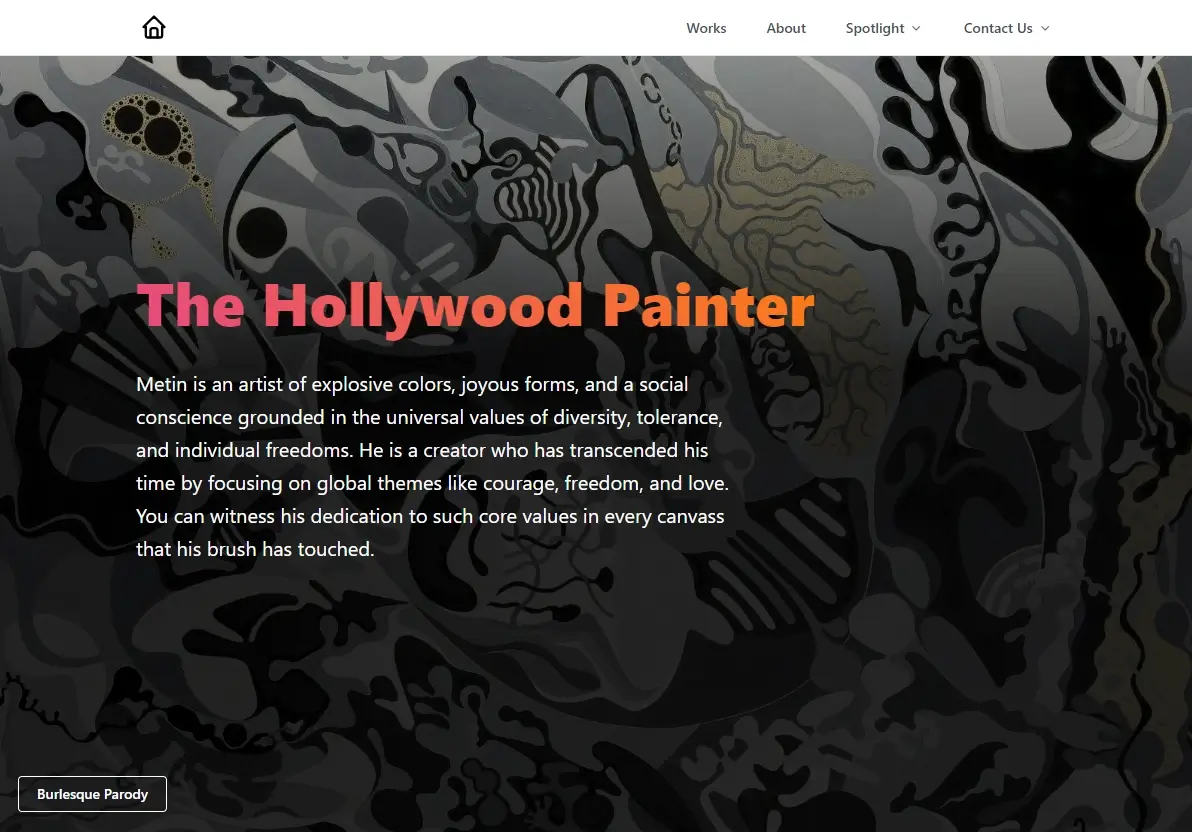 Works
About
Spotlight
Contact Us
The Hollywood Painter
Metin is an artist of explosive colors, joyous forms, and a social
conscience grounded in the universal values of diversity, tolerance,
and individual freedoms. He is a creator who has transcended his
time by focusing on global themes like courage, freedom, and love.
You can witness his dedication to such core values in every canvass
that his brush has touched.
Burlesque Parody